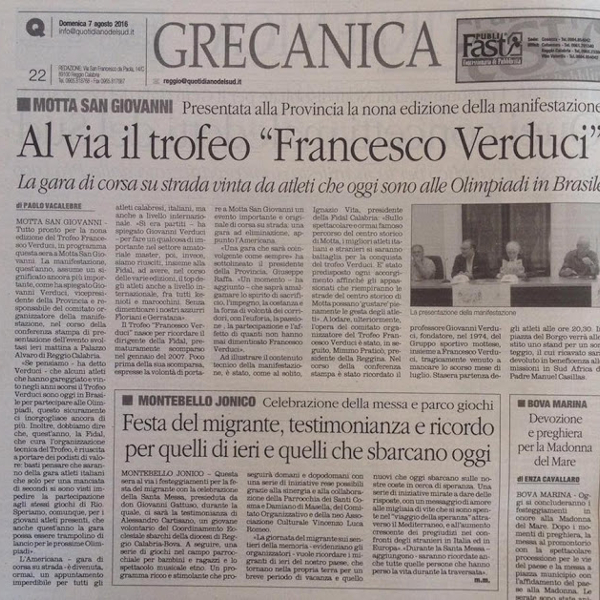 Domenica 7 agosto 2016
info@quotidianodelsud.it
22
REDAZIONE: Via San Francesco da Paola, 14/C
89100 Reggio Calabria
GRECANICA
reggio@quotidianodelsud.it
PUBLI
Fast
Concessionaria di Pubblicità
MOTTA SAN GIOVANNI Presentata alla Provincia la nona edizione della manifestazione
Al via il trofeo “Francesco Verduci”
La gara di corsa su strada vinta da atleti che oggi sono alle Olimpiadi in Brasile
di PAOLO VACALEBRE
MOTTA SAN GIOVANNI -
Tutto pronto per la nona
edizione del Trofeo Francesco
Verduci, in programma
questa sera a Motta San Giovanni.
La manifestazione,
quest'anno, assume un significato
ancora più importante,
come ha spiegato Giovanni
Verduci, vicepresidente
della Provincia e responsabile
del comitato organizzatore
della manifestazione,
nel corso della conferenza
stampa di presentazione
dell'evento svoltasi
ieri mattina a Palazzo
Alvaro di Reggio Calabria.
«Se pensiamo - ha detto
Verduci - che alcuni atleti
che hanno gareggiato e vinto
negli anni scorsi il Trofeo
Verduci sono oggi in Brasile
per partecipare alle Olimpiadi,
questo sicuramente
ci inorgoglisce ancora di
più. Inoltre, dobbiamo dire
che, quest'anno, la Fidal,
che cura l'organizzazione
tecnica del Trofeo, è riuscita
a portare dei podisti di valore:
basti pensare che saranno
della gara atleti italiani
che solo per una manciata
di secondi si sono visti impedire
la partecipazione
agli stessi giochi di Rio.
Speriamo, comunque, per i
giovani atleti presenti, che
anche quest'anno la gara
possa essere trampolino di
lancio per le prossime Olimpiadi»
L'Americana - gara di
corsa su strada - è divenuta,
ormai, un appuntamento
imperdibile per tutti gli
atleti calabresi, italiani, ma
anche a livello internazionale.
«Si era partiti - ha
spiegato Giovanni Verduci
- per fare un qualcosa di importante
nel settore amatoriale
master, poi, invece,
siamo riusciti, insieme alla
Fidal, ad avere, nel corso
delle varie edizioni, il top degli
atleti anche a livello internazionale,
fra tutti kenioti
e marocchini. Senza
dimenticare i nostri azzurri
Floriani e Gerratana».
Il Trofeo “Francesco Verduci”
nasce per ricordare il
dirigente della Fidal, prematuramente
scomparso
nel gennaio del 2007. Poco
prima della sua scomparsa,
espresse la volontà di portare
a Motta San Giovanni un
evento importante e originale
di corsa su strada: una
gara ad eliminazione, appunto
l'Americana.
«Una gara che sarà coinvolgente
come sempre - ha
sottolineato il presidente
della Provincia, Giuseppe
Raffa. «Un momento - ha
aggiunto - che saprà amalgamare
lo spirito di sacrificio,
l'impegno, la costanza e
la forza di volontà dei corridori,
con l'euforia, la passione,
la partecipazione e l'affetto
di quanti non hanno
mai dimenticato Francesco
Verduci».
Ad illustrare il contenuto
tecnico della manifestazione,
è stato, come al solito,
Ignazio Vita, presidente
della Fidal Calabria: «Sullo
spettacolare e ormai famoso
percorso del centro storico
di Motta, i migliori atleti italiani
e stranieri si saranno
battaglia per la conquista
del trofeo Verduci. E' stato
predisposto ogni accorgimento
affinché gli appassionati
che riempiranno le
strade del centro storico di
Motta possano 'gustare' pienamente
le gesta degli atleti».
A lodare, ulteriormente,
l'opera del comitato organizzatore
del Trofeo Francesco
Verduci è stato, in seguito,
Mimmo Praticò, presidente
della Reggina. Nel
corso della conferenza
stampa è stato ricordato il
La presentazione della manifestazione
professore Giovanni Verduci,
fondatore, nel 1974, del
Gruppo sportivo mottese,
insieme a Francesco Verduci,
tragicamente venuto a
mancare lo scorso mese di
giugno. Stasera partenza degli
gli atleti alle ore 20,30. In
piazza del Borgo verrà allestito
uno stand per un sorteggio,
il cui ricavato sarà
devoluto in beneficenza alle
missioni in Sud Africa di
Padre Manuel Casillas.
MONTEBELLO JONICO Celebrazione della messa e parco giochi
Festa del migrante, testimonianza e ricordo
per quelli di ieri e quelli che sbarcano oggi
MONTEBELLO JONICO - Questa
sera al via i festeggiamenti per la festa
del migrante con la celebrazione
della Santa Messa, presieduta da
don Giovanni Gattuso, durante la
quale, ci sarà la testimonianza di
Alessandro Cartisano, un giovane
volontario del Coordinamento Ecclesiale
sbarchi della diocesi di Reggio
Calabria-Bova. A seguire, una
serie di giochi nel campo parrocchiale
per bambini e ragazzi e lo
spettacolo musicale etno. Un programma
ricco e stimolante che proseguirà
domani e dopodomani con
una serie di iniziative rese possibili
grazie alla sinergia e alla collaborazione
della Parrocchia dei Santi Cosma
e Damiano di Masella, del Comitato
Organizzativo e della neo Associazione
Culturale Vincenzo Luca
Romeo.
«La giornata del migrante sui sentieri
della memoria - evidenziano gli
organizzatori - vuole ricordare i migranti
di ieri del nostro paese, che
tornano nella propria terra per un
breve periodo di vacanza e quello
nuovi che oggi sbarcano sulle nostre
coste in cerca di speranza. Una
serie di iniziative mirate a dare delle
risposte, con un messaggio di amore
alle migliaia di vite che si sono spente
nel “viaggio della speranza” attraverso
il Mediterraneo, e all'aumento
crescente dei pregiudizi nei confronti
degli stranieri in Italia ed in
Europa». «Durante la Santa Messa -
aggiungono - saranno ricordate anche
tutte quelle persone che hanno
perso la vita durante la traversata».
m.m.
BOVA MARINA
Devozione
e preghiera
per la Madonna
del Mare
di ENZA CAVALLARO
BOVA MARINA - Oggi
si concluderanno i
festeggiamenti in
onore alla Madonna
del Mare. Dopo i momenti
di preghiera, la
messa al promontorio
con la spettacolare
processione per le vie
del paese e la messa a
piazza municipio con
l'affidamento del paese
alla Madonna. Le